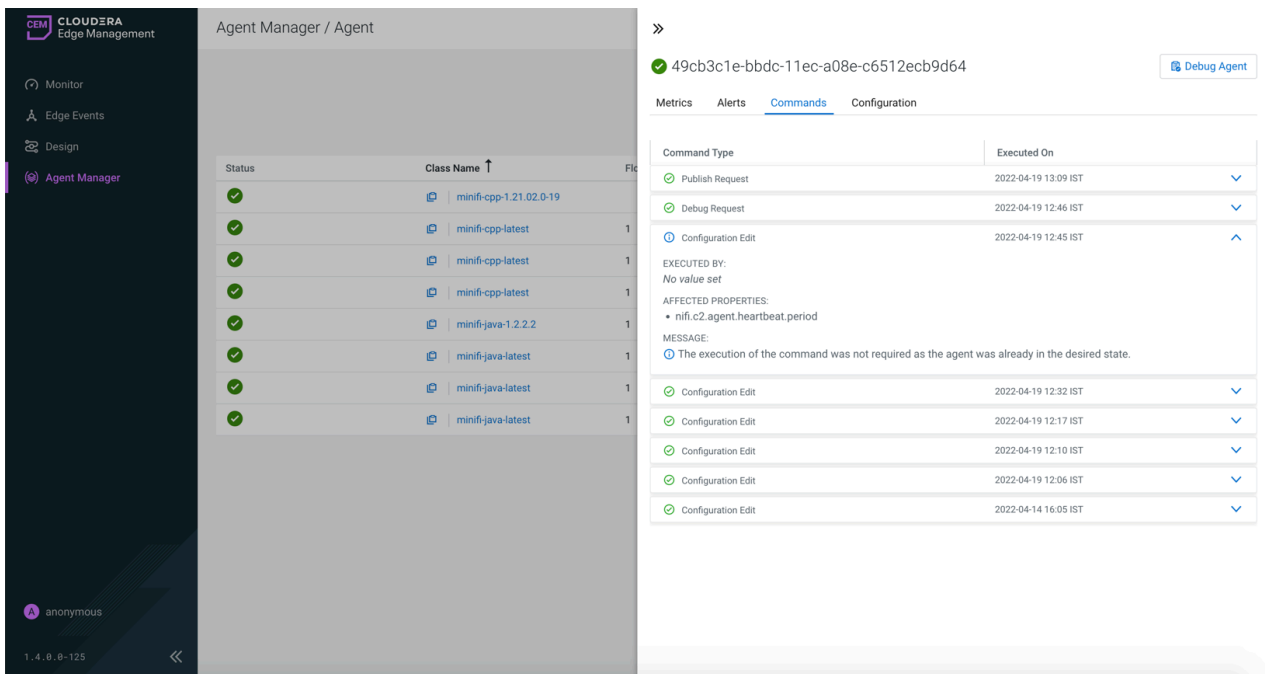 CEM CLOUDERA
Edge Management
Monitor
Edge Events
Design
Agent Manager
A anonymous
1.4.0.0-125
Agent Manager / Agent
Status Class Name Flo
minifi-cpp-1.21.02.0-19
minifi-cpp-latest 1
minifi-cpp-latest 1
minifi-cpp-latest 1
minifi-java-1.2.2.2 1
minifi-java-latest 1
minifi-java-latest 1
minifi-java-latest 1
49cb3c1e-bbdc-11ec-a08e-c6512ecb9d64 Debug Agent
Metrics Alerts Commands Configuration
Command Type Executed On
Publish Request 2022-04-19 13:09 IST
Debug Request 2022-04-19 12:46 IST
Configuration Edit 2022-04-19 12:45 IST
EXECUTED BY:
No value set
AFFECTED PROPERTIES:
• nifi.c2.agent.heartbeat.period
MESSAGE:
The execution of the command was not required as the agent was already in the desired state.
Configuration Edit 2022-04-19 12:32 IST
Configuration Edit 2022-04-19 12:17 IST
Configuration Edit 2022-04-19 12:10 IST
Configuration Edit 2022-04-19 12:06 IST
Configuration Edit 2022-04-14 16:05 IST